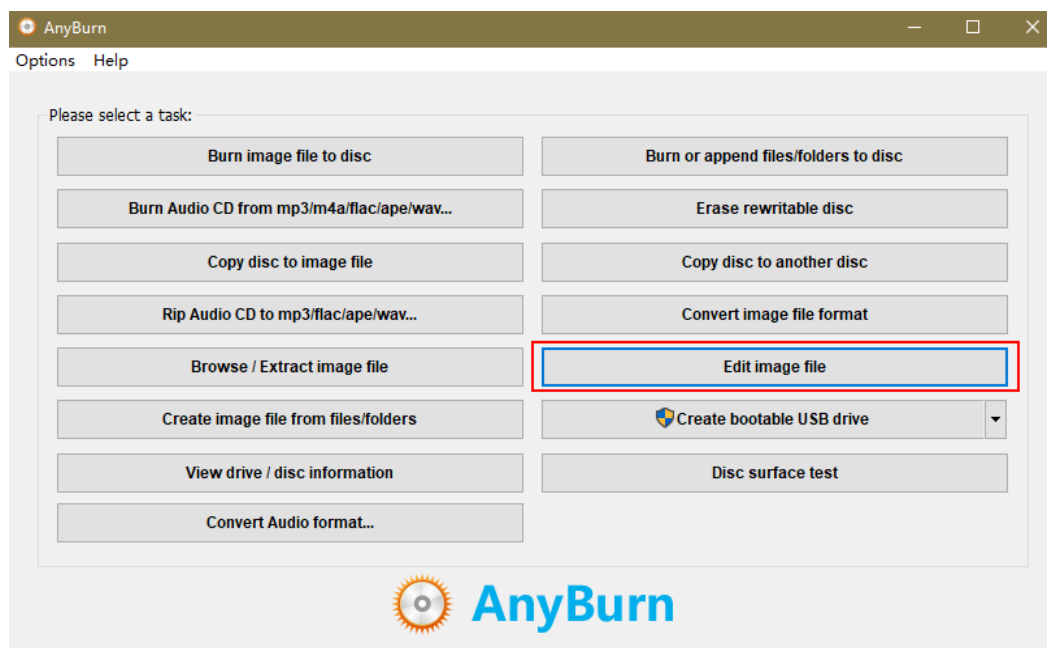 AnyBurn
Options Help
Please select a task:
Burn image file to disc
Burn or append files/folders to disc
Burn Audio CD from mp3/m4a/flac/ape/wav...
Erase rewritable disc
Copy disc to image file
Copy disc to another disc
Rip Audio CD to mp3/flac/ape/wav...
Convert image file format
Browse / Extract image file
Edit image file
Create image file from files/folders
Create bootable USB drive
View drive / disc information
Disc surface test
Convert Audio format...
AnyBurn